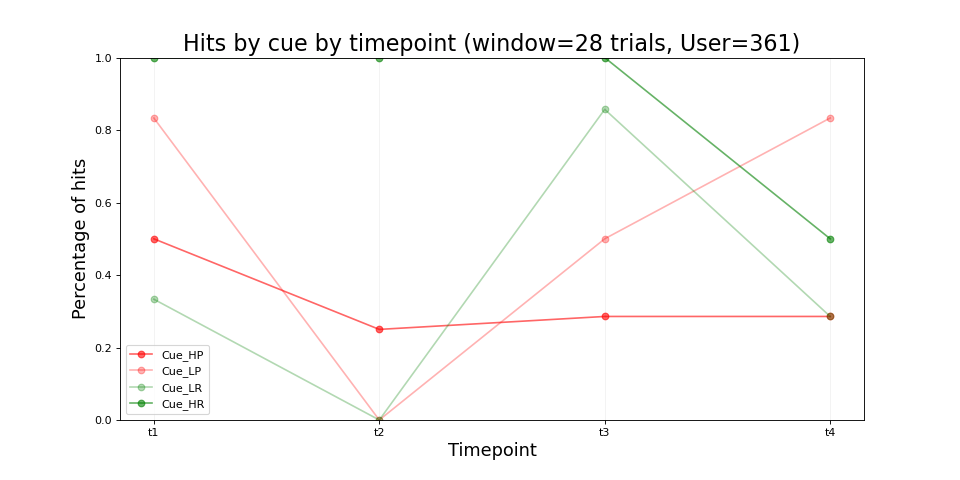 Hits by cue by timepoint (window=28 trials, User=361)
1.0
0.8
0.6
0.4
0.2
0.0
Percentage of hits
Cue_HP
Cue_LP
Cue_LR
Cue_HR
t1 t2 t3 t4
Timepoint